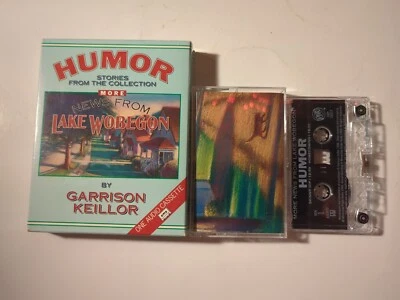 HUMOR
STORIES
FROM THE COLLECTION
MORE
NEWS FROM
LAKE WOBEGON
BY
GARRISON
KEILLOR
ONE AUDIO CASSETTE
HUMOR